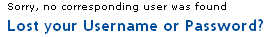 Sorry, no corresponding user was found
Lost your Username or Password?